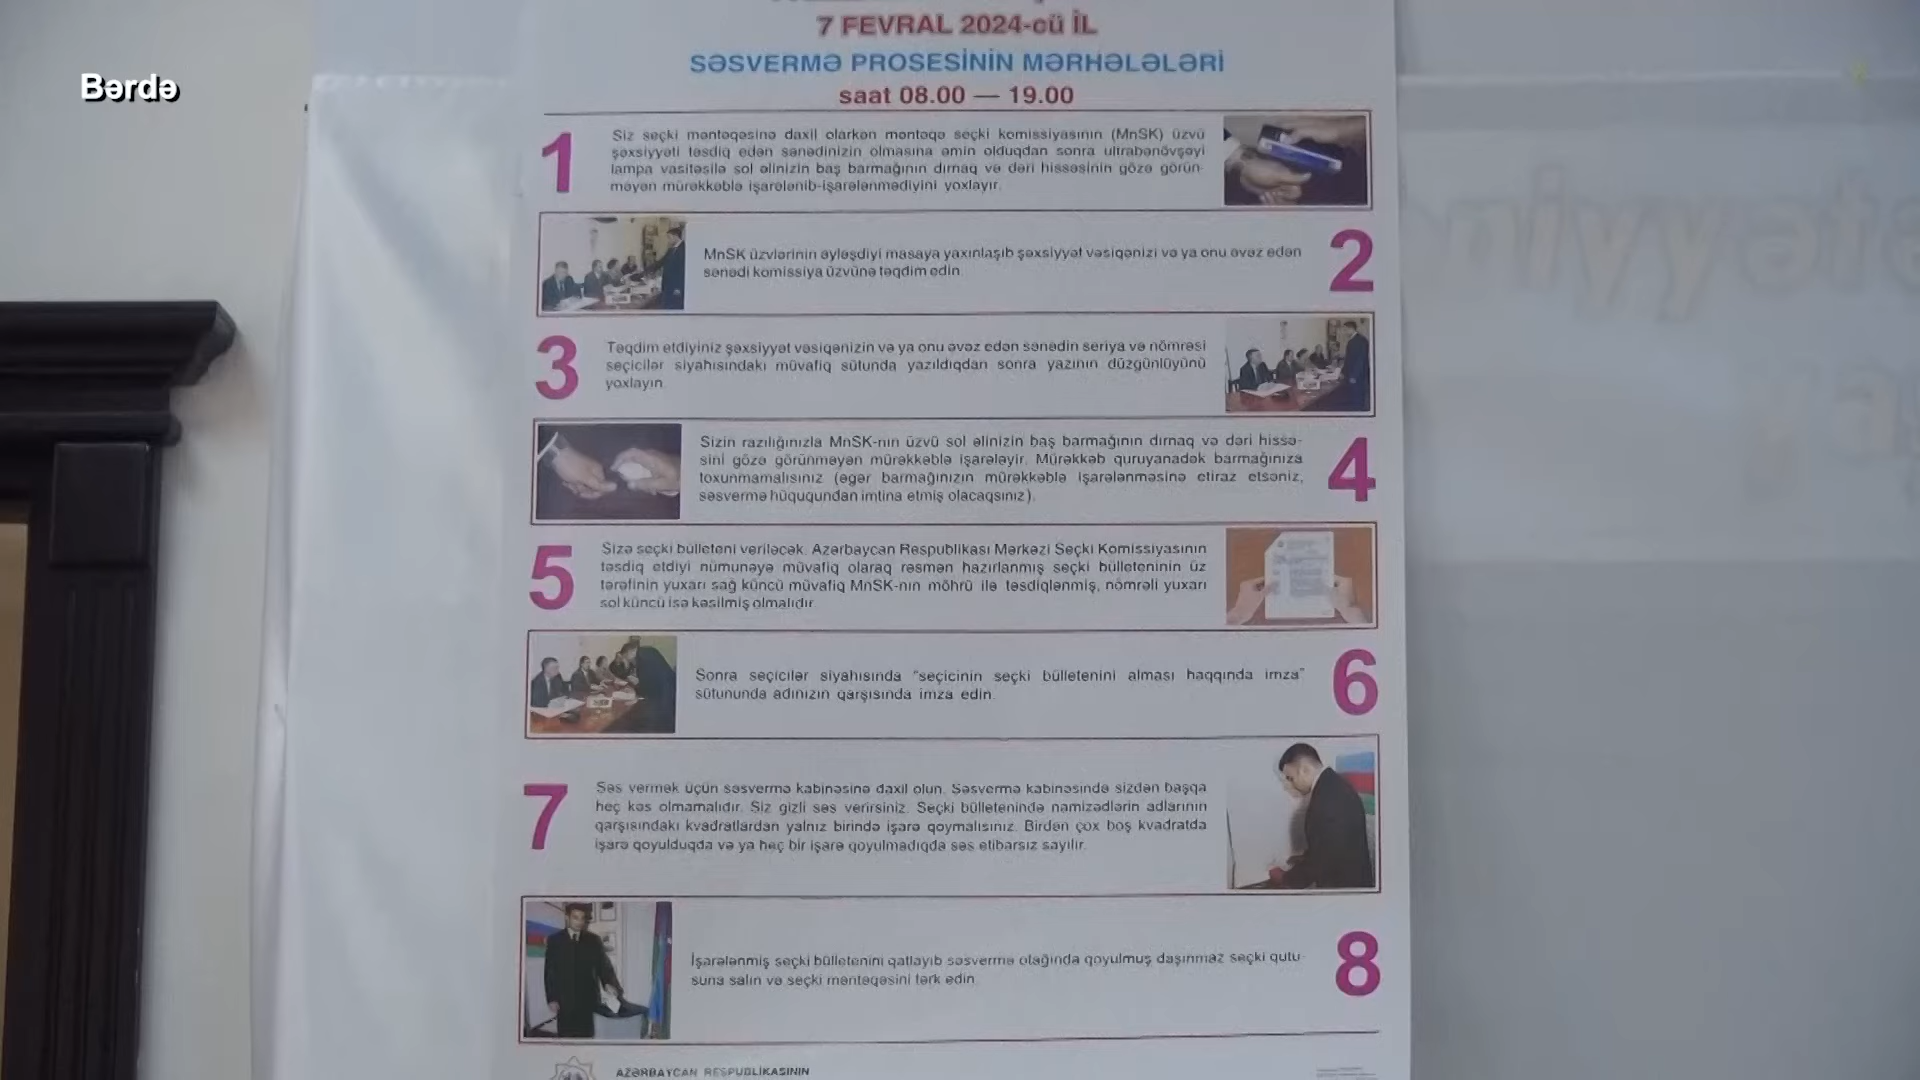 Bərdə
7 FEVRAL 2024-cü İL
SƏSVERMƏ PROSESİNİN MƏRHƏLƏLƏRİ
saat 08.00 — 19.00
1
Siz seçki məntəqəsinə daxil olarkən məntəqə seçki komissiyasının (MnSK) üzvü
şəxsiyyəti təsdiq edən sənədinizin olmasına əmin olduqdan sonra ultrabənövşəyi
lampa vasitəsilə sol əlinizin baş barmağının dırnaq və dəri hissəsinin gözə görün-
məyən mürəkkəblə işarələnib-işarələnmədiyini yoxlayır.
MnSK üzvlərinin əyləşdiyi masaya yaxınlaşıb şəxsiyyət vəsiqənizi və ya onu əvəz edən
sənədi komissiya üzvünə təqdim edin.
2
3
Təqdim etdiyiniz şəxsiyyət vəsiqənizin və ya onu əvəz edən sənədin seriya və nömrəsi
seçicilər siyahısındakı müvafiq sütunda yazıldıqdan sonra yazının düzgünlüyünü
yoxlayın.
Sizin razılığınızla MnSK-nın üzvü sol əlinizin baş barmağının dırnaq və dəri hissə-
sini gözə görünməyən mürəkkəblə işarələyir. Mürəkkəb quruyanadək barmağınıza
toxunmamalısınız (əgər barmağınızın mürəkkəblə işarələnməsinə etiraz etsəniz,
səsvermə hüququndan imtina etmiş olacaqsınız).
4
5
Sizə seçki bülleteni veriləcək. Azərbaycan Respublikası Mərkəzi Seçki Komissiyasının
təsdiq etdiyi nümunəyə müvafiq olaraq rəsmən hazırlanmış seçki bülleteninin üz
tərəfinin yuxarı sağ küncü müvafiq MnSK-nın möhrü ilə təsdiqlənmiş, nömrəli yuxarı
sol küncü isə kəsilmiş olmalıdır
Sonra seçicilər siyahısında "seçicinin seçki bülletenini alması haqqında imza"
sütununda adınızın qarşısında imza edin.
6
7
Səs vermək üçün səsvermə kabinəsinə daxil olun. Səsvermə kabinəsində sizdən başqa
heç kəs olmamalıdır. Siz gizli səs verirsiniz. Seçki bülletenində namizədlərin adlarının
qarşısındakı kvadratlardan yalnız birində işarə qoymalısınız. Birdən çox boş kvadratda
işarə qoyulduqda və ya heç bir işarə qoyulmadıqda səs etibarsız sayılır.
İşarələnmiş seçki bülletenini qatlayıb səsvermə otağında qoyulmuş daşınmaz seçki qutu-
suna salın və seçki məntəqəsini tərk edin
8
AZƏRBAYCAN RESPUBLİKASININ